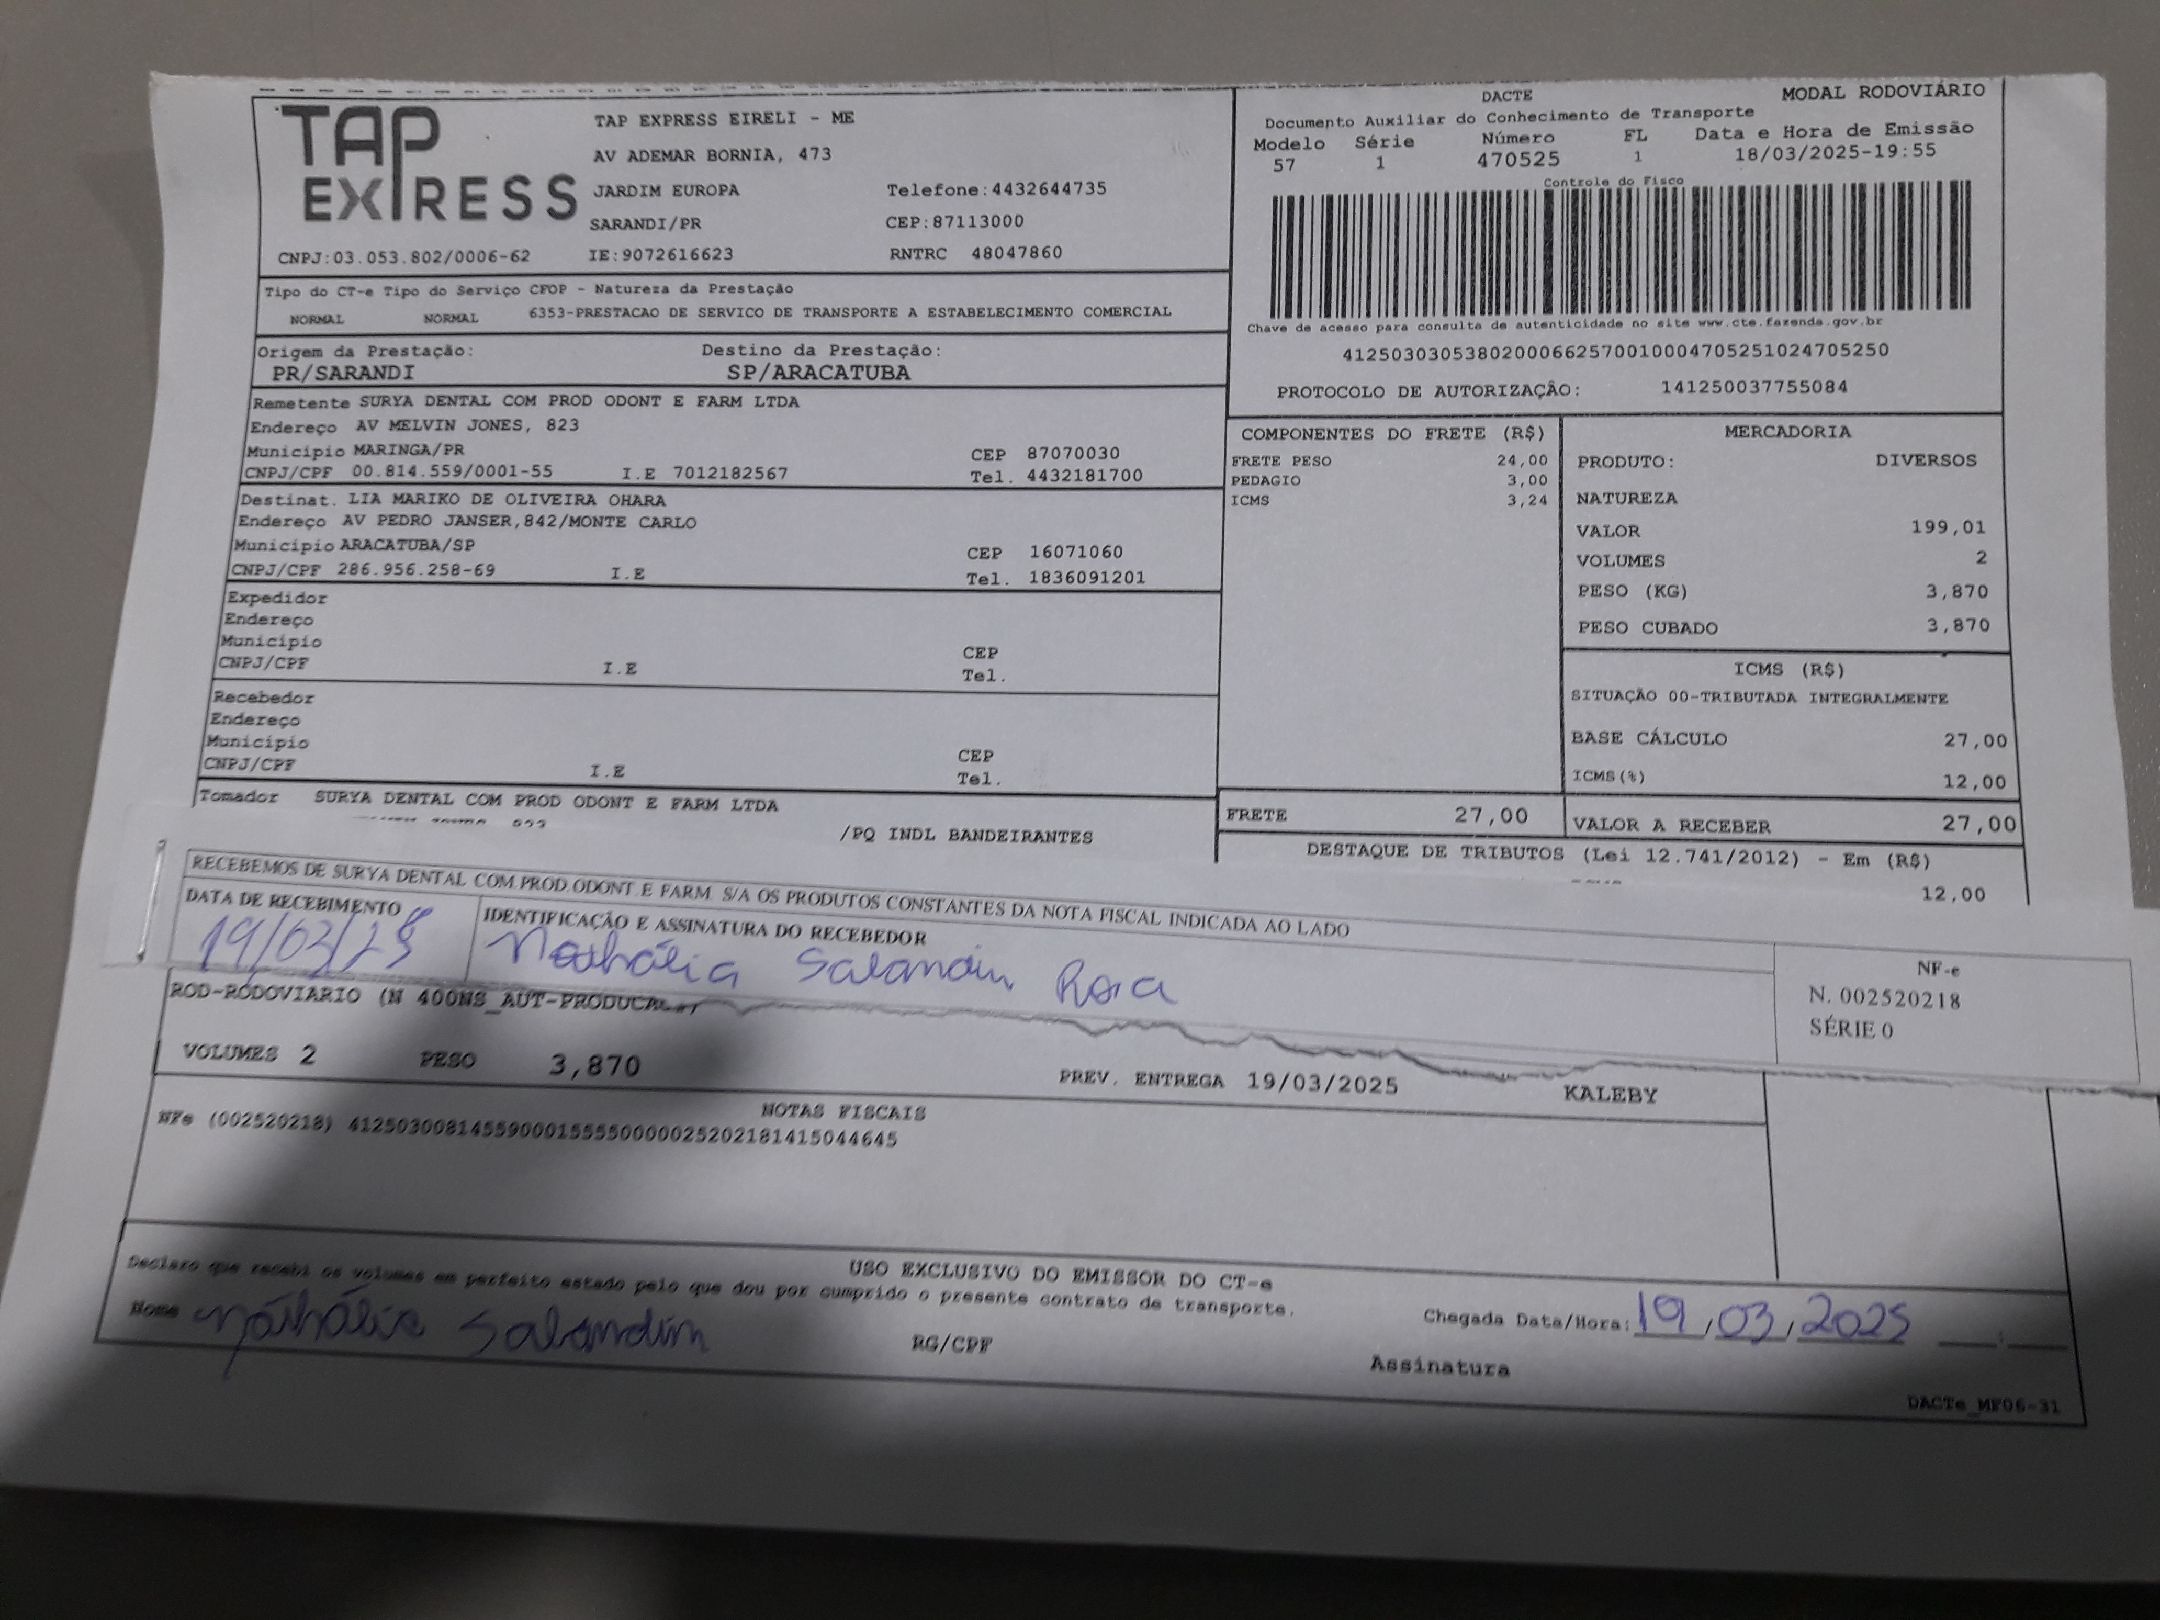 TAP EXPRESS
TAP EXPRESS EIRELI - ME
AV ADEMAR BORNIA, 473
JARDIM EUROPA Telefone:4432644735
SARANDI/PR CEP:87113000
CNPJ:03.053.802/0006-62 IE:9072616623 RNTRC 48047860
DACTE MODAL RODOVIÁRIO
Documento Auxiliar do Conhecimento de Transporte
Modelo Série Número FL Data e Hora de Emissão
57 1 470525 1 18/03/2025-19:55
Controle do Fisco
Chave de acesso para consulta de autenticidade no site www.cte.fazenda.gov.br
41250303053802000662570010004705251024705250
PROTOCOLO DE AUTORIZAÇÃO: 141250037755084
Tipo do CT-e Tipo do Serviço CFOP - Natureza da Prestação
NORMAL NORMAL 6353-PRESTACAO DE SERVICO DE TRANSPORTE A ESTABELECIMENTO COMERCIAL
Origem da Prestação: Destino da Prestação:
PR/SARANDI SP/ARACATUBA
Remetente SURYA DENTAL COM PROD ODONT E FARM LTDA
Endereço AV MELVIN JONES, 823
Município MARINGA/PR CEP 87070030
CNPJ/CPF 00.814.559/0001-55 I.E 7012182567 Tel. 4432181700
Destinat. LIA MARIKO DE OLIVEIRA OHARA
Endereço AV PEDRO JANSER,842/MONTE CARLO
Município ARACATUBA/SP CEP 16071060
CNPJ/CPF 286.956.258-69 I.E Tel. 1836091201
Expedidor
Endereço
Município CEP
CNPJ/CPF I.E Tel.
Recebedor
Endereço
Município CEP
CNPJ/CPF I.E Tel.
Tomador SURYA DENTAL COM PROD ODONT E FARM LTDA
/PQ INDL BANDEIRANTES
COMPONENTES DO FRETE (R$)
FRETE PESO 24,00
PEDAGIO 3,00
ICMS 3,24
FRETE 27,00
MERCADORIA
PRODUTO: DIVERSOS
NATUREZA
VALOR 199,01
VOLUMES 2
PESO (KG) 3,870
PESO CUBADO 3,870
ICMS (R$)
SITUAÇÃO 00-TRIBUTADA INTEGRALMENTE
BASE CÁLCULO 27,00
ICMS(%) 12,00
VALOR A RECEBER 27,00
DESTAQUE DE TRIBUTOS (Lei 12.741/2012) - Em (R$)
12,00
RECEBEMOS DE SURYA DENTAL COM.PROD.ODONT E FARM S/A OS PRODUTOS CONSTANTES DA NOTA FISCAL INDICADA AO LADO
DATA DE RECEBIMENTO IDENTIFICAÇÃO E ASSINATURA DO RECEBEDOR
19/03/25 Nathália Salandin Rosa
NF-e
N. 002520218
SÉRIE 0
ROD-RODOVIARIO (N 400NS_AUT-PRODUCA
VOLUMES 2 PESO 3,870 PREV. ENTREGA 19/03/2025 KALEBY
NOTAS FISCAIS
NFe (002520218) 41250300814559000155550000025202181415044645
USO EXCLUSIVO DO EMISSOR DO CT-e
Declaro que recebi os volumes em perfeito estado pelo que dou por cumprido o presente contrato de transporte.
Nome Nathália Salandin RG/CPF Chegada Data/Hora: 19/03/2025 __:__
Assinatura
DACTe_MF06-31